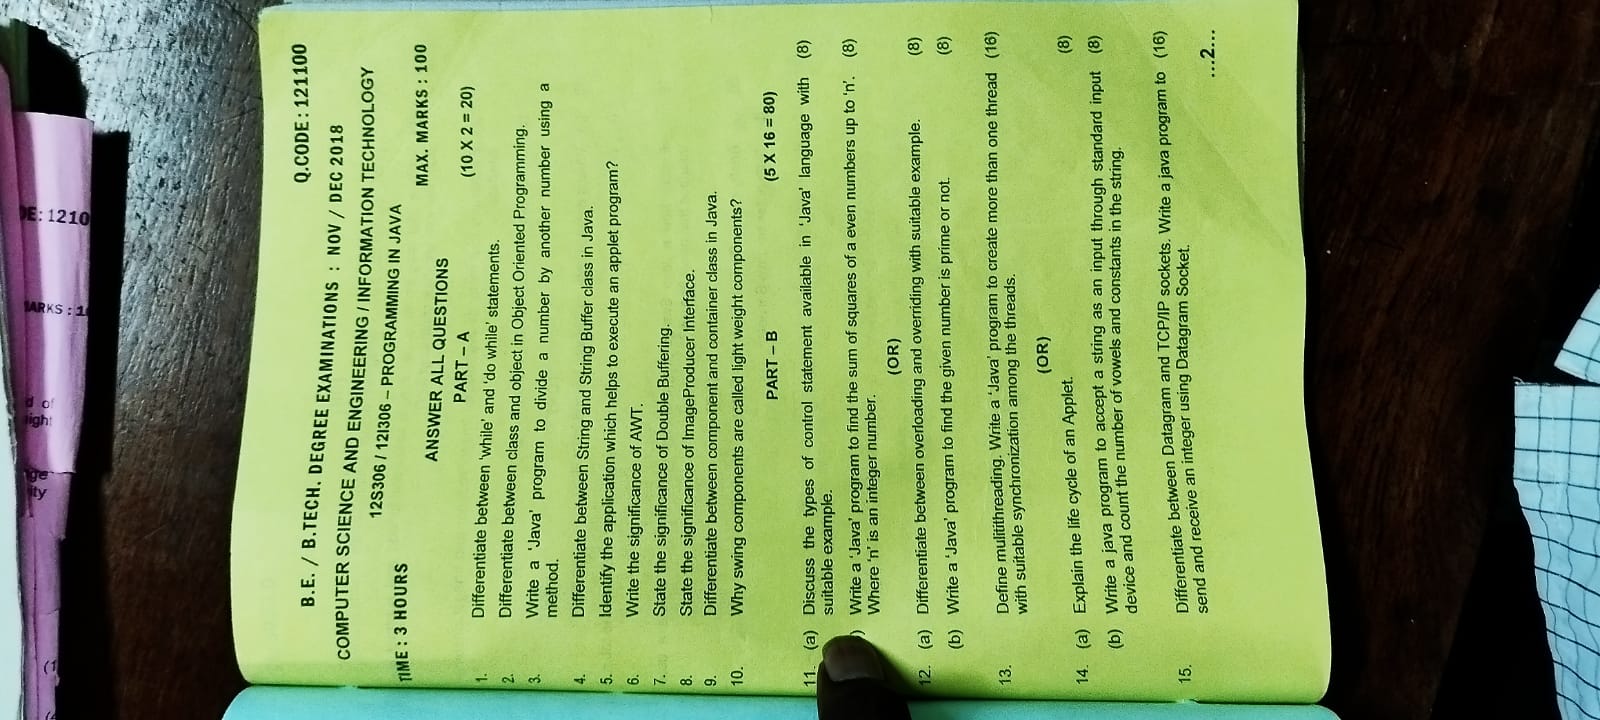 DE: 1210
MARKS : 1
d of
ight
ge
ity
Q.CODE : 121100
B.E. / B.TECH. DEGREE EXAMINATIONS : NOV / DEC 2018
COMPUTER SCIENCE AND ENGINEERING / INFORMATION TECHNOLOGY
12S306 / 12I306 – PROGRAMMING IN JAVA
TIME : 3 HOURS
MAX. MARKS : 100
ANSWER ALL QUESTIONS
PART – A (10 X 2 = 20)
1. Differentiate between ‘while’ and ‘do while’ statements.
2. Differentiate between class and object in Object Oriented Programming.
3. Write a ‘Java’ program to divide a number by another number using a
method.
4. Differentiate between String and String Buffer class in Java.
5. Identify the application which helps to execute an applet program?
6. Write the significance of AWT.
7. State the significance of Double Buffering.
8. State the significance of ImageProducer Interface.
9. Differentiate between component and container class in Java.
10. Why swing components are called light weight components?
PART – B (5 X 16 = 80)
11. (a) Discuss the types of control statement available in ‘Java’ language with (8)
suitable example.
) Write a ‘Java’ program to find the sum of squares of a even numbers up to ‘n’. (8)
Where ‘n’ is an integer number.
(OR)
12. (a) Differentiate between overloading and overriding with suitable example. (8)
(b) Write a ‘Java’ program to find the given number is prime or not. (8)
13. Define mulitithreading. Write a ‘Java’ program to create more than one thread (16)
with suitable synchronization among the threads.
(OR)
14. (a) Explain the life cycle of an Applet. (8)
(b) Write a java program to accept a string as an input through standard input (8)
device and count the number of vowels and constants in the string.
15. Differentiate between Datagram and TCP/IP sockets. Write a java program to (16)
send and receive an integer using Datagram Socket.
...2...